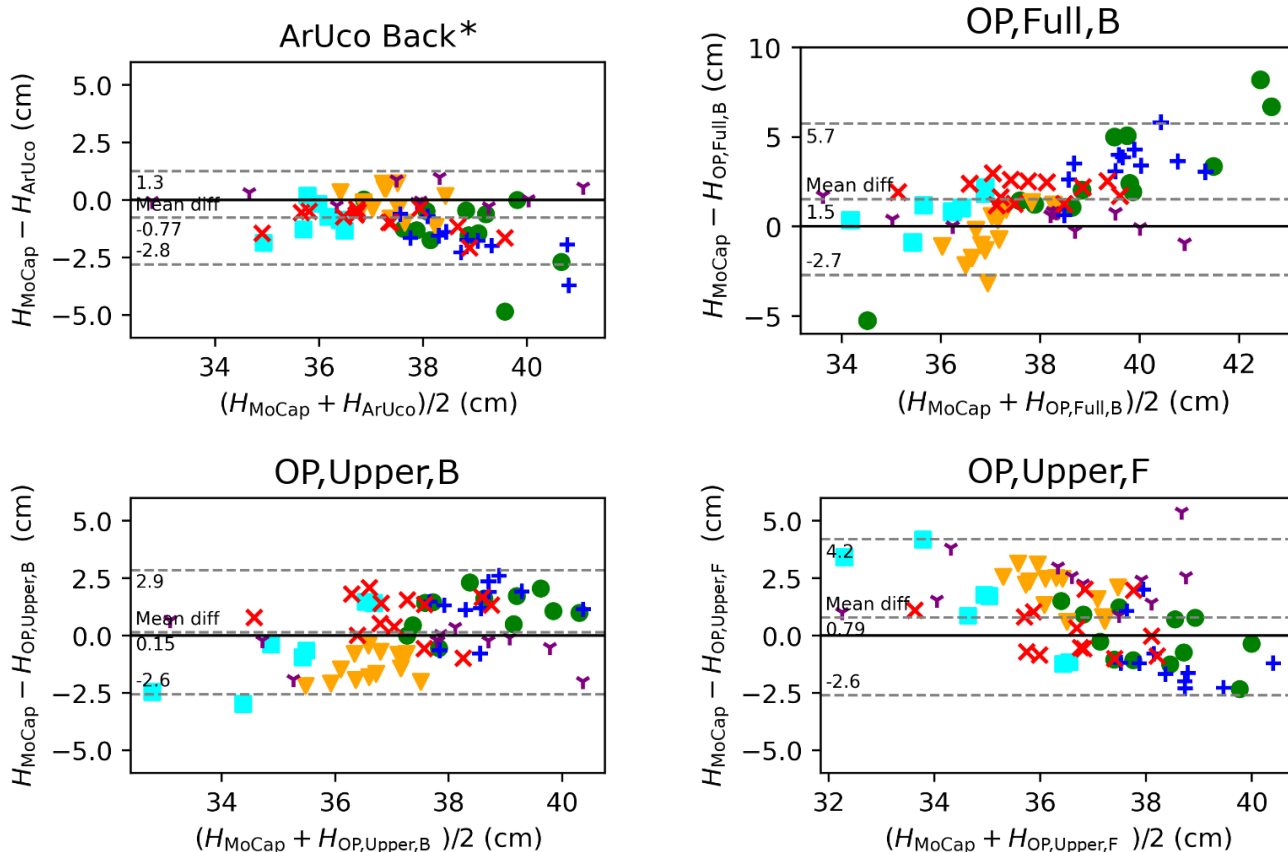 ArUco Back*
5.0
2.5
0.0
−2.5
−5.0
H_MoCap − H_ArUco (cm)
1.3
Mean diff
-0.77
-2.8
34 36 38 40
(H_MoCap + H_ArUco)/2 (cm)
OP,Full,B
10
5
0
−5
H_MoCap − H_OP,Full,B (cm)
5.7
Mean diff
1.5
-2.7
34 36 38 40 42
(H_MoCap + H_OP,Full,B)/2 (cm)
OP,Upper,B
5.0
2.5
0.0
−2.5
−5.0
H_MoCap − H_OP,Upper,B (cm)
2.9
Mean diff
0.15
-2.6
34 36 38 40
(H_MoCap + H_OP,Upper,B)/2 (cm)
OP,Upper,F
5.0
2.5
0.0
−2.5
−5.0
H_MoCap − H_OP,Upper,F (cm)
4.2
Mean diff
0.79
-2.6
32 34 36 38 40
(H_MoCap + H_OP,Upper,F)/2 (cm)